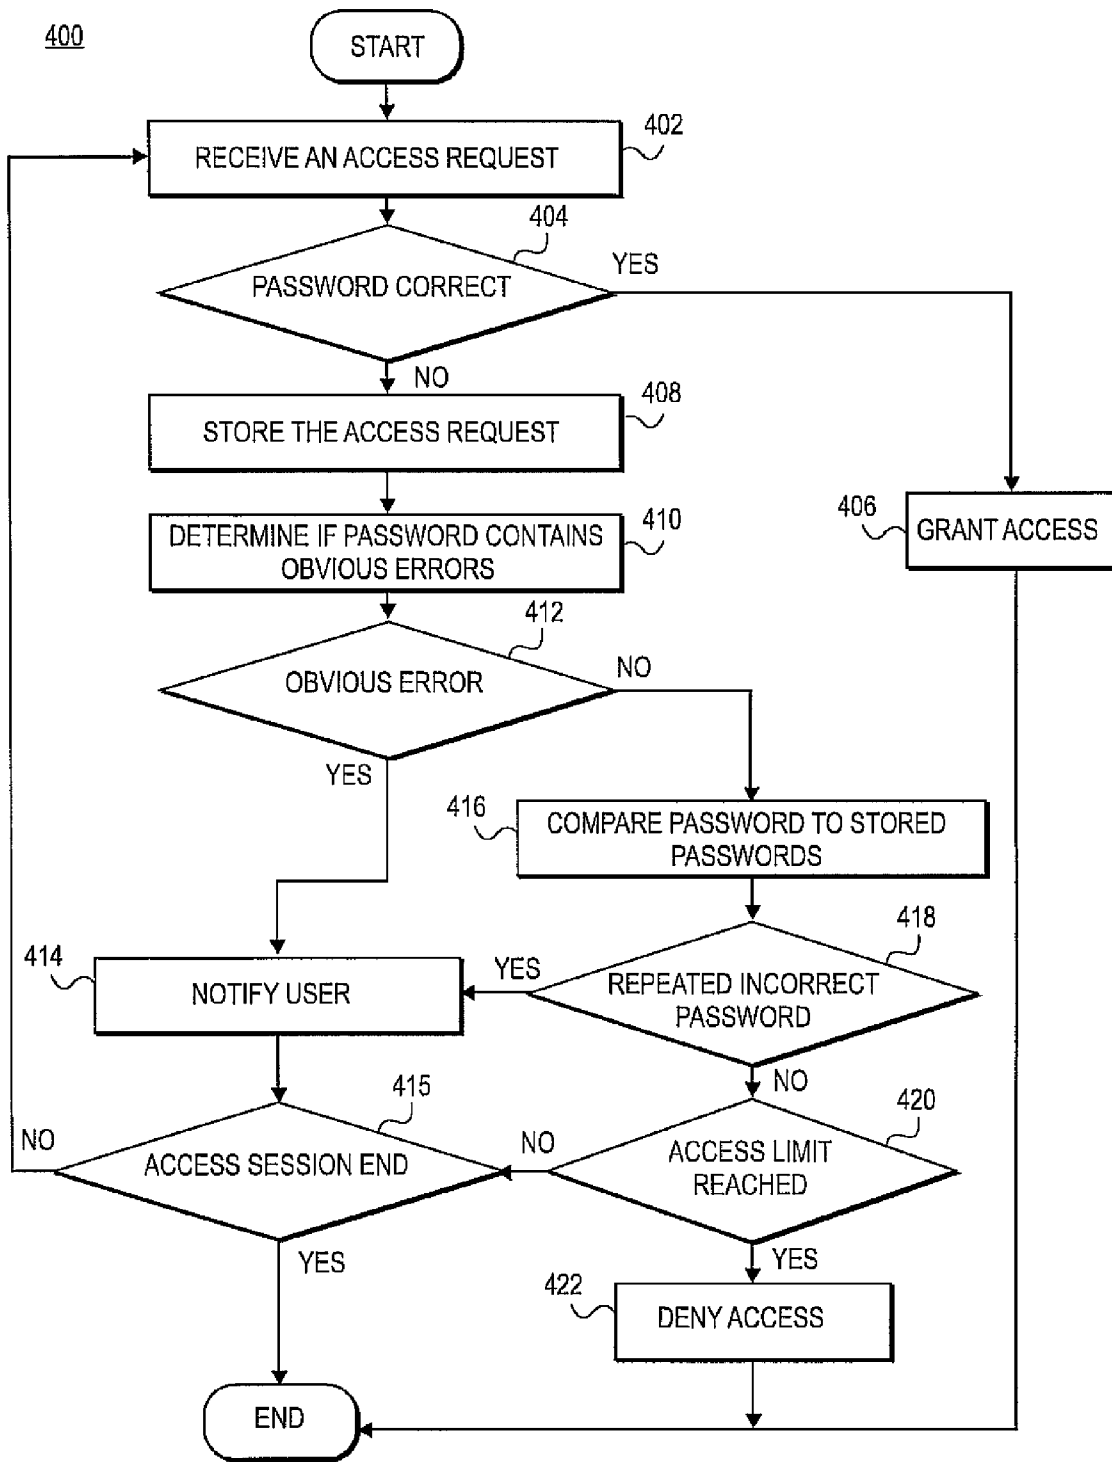 400
START
402
RECEIVE AN ACCESS REQUEST
404
PASSWORD CORRECT
YES
NO
408
STORE THE ACCESS REQUEST
406
GRANT ACCESS
410
DETERMINE IF PASSWORD CONTAINS
OBVIOUS ERRORS
412
OBVIOUS ERROR
NO
YES
416
COMPARE PASSWORD TO STORED
PASSWORDS
418
REPEATED INCORRECT
PASSWORD
YES
414
NOTIFY USER
NO
415
ACCESS SESSION END
NO
420
ACCESS LIMIT
REACHED
NO
YES
YES
422
DENY ACCESS
END